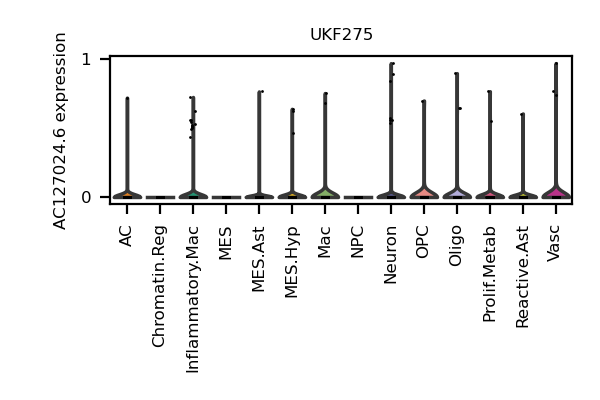 UKF275
AC127024.6 expression
1
0
AC
Chromatin.Reg
Inflammatory.Mac
MES
MES.Ast
MES.Hyp
Mac
NPC
Neuron
OPC
Oligo
Prolif.Metab
Reactive.Ast
Vasc